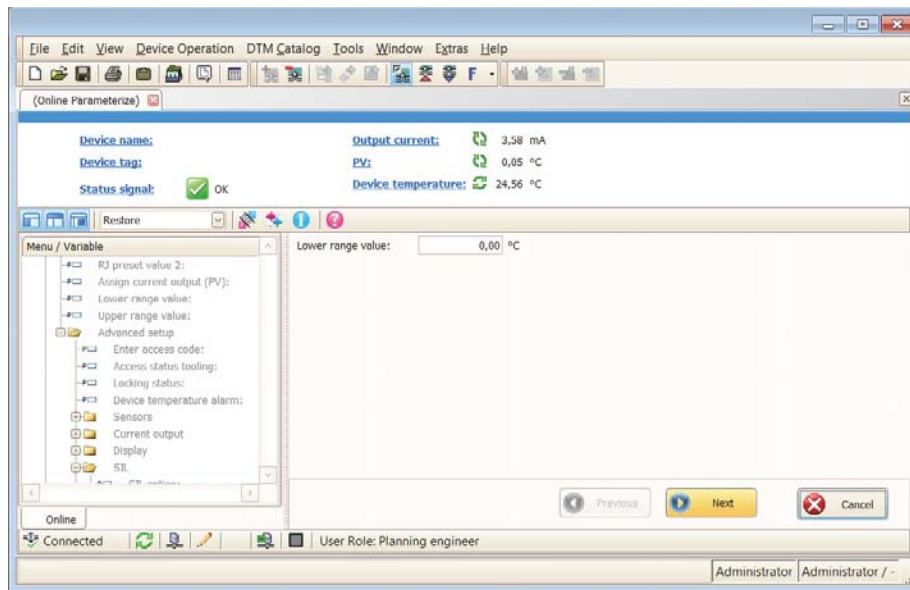 File Edit View Device Operation DTM Catalog Tools Window Extras Help
F
(Online Parameterize)
Device name:
Output current: 3,58 mA
Device tag:
PV: 0,05 °C
Status signal: OK
Device temperature: 24,56 °C
Restore
Menu / Variable
Lower range value: 0,00 °C
RJ preset value 2:
Assign current output (PV):
Lower range value:
Upper range value:
Advanced setup
Enter access code:
Access status tooling:
Locking status:
Device temperature alarm:
Sensors
Current output
Display
SIL
Previous Next Cancel
Online
Connected
User Role: Planning engineer
Administrator Administrator / -